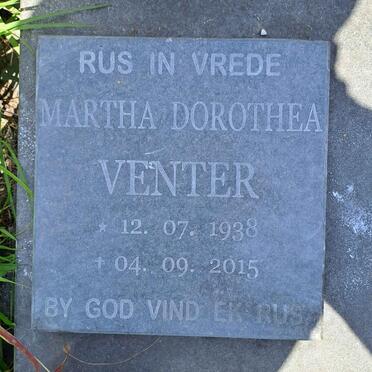 RUS IN VREDE
MARTHA DOROTHEA
VENTER
* 12. 07. 1938
† 04. 09. 2015
BY GOD VIND EK RUS